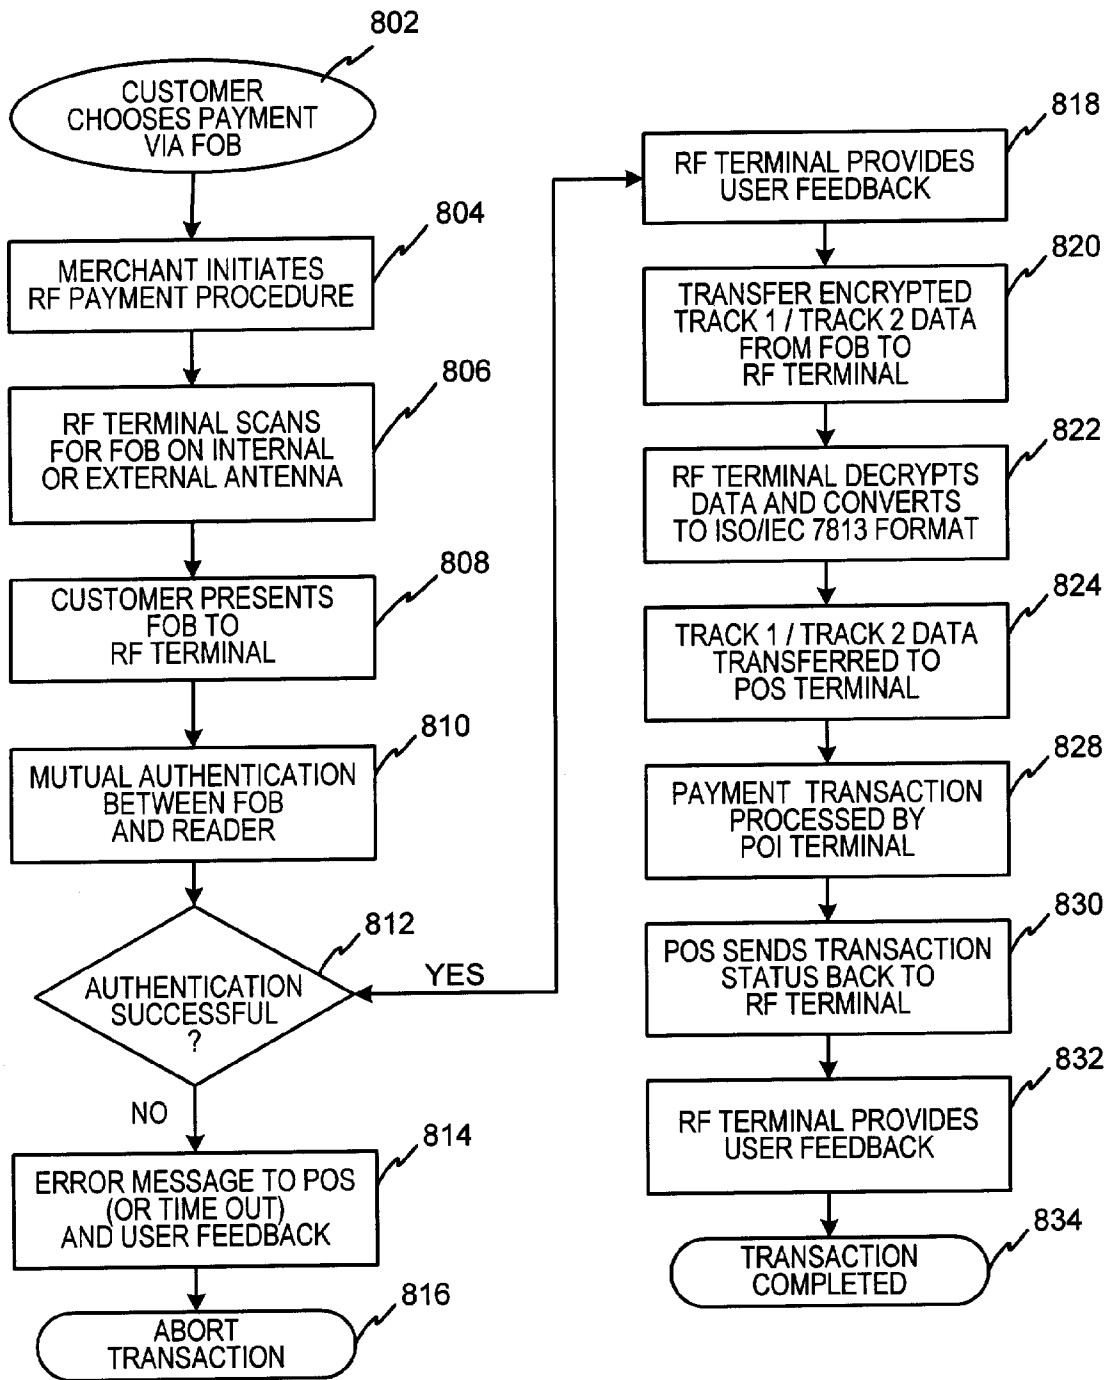 802
CUSTOMER
CHOOSES PAYMENT
VIA FOB
804
MERCHANT INITIATES
RF PAYMENT PROCEDURE
806
RF TERMINAL SCANS
FOR FOB ON INTERNAL
OR EXTERNAL ANTENNA
808
CUSTOMER PRESENTS
FOB TO
RF TERMINAL
810
MUTUAL AUTHENTICATION
BETWEEN FOB
AND READER
812
AUTHENTICATION
SUCCESSFUL
?
YES
NO
814
ERROR MESSAGE TO POS
(OR TIME OUT)
AND USER FEEDBACK
816
ABORT
TRANSACTION
818
RF TERMINAL PROVIDES
USER FEEDBACK
820
TRANSFER ENCRYPTED
TRACK 1 / TRACK 2 DATA
FROM FOB TO
RF TERMINAL
822
RF TERMINAL DECRYPTS
DATA AND CONVERTS
TO ISO/IEC 7813 FORMAT
824
TRACK 1 / TRACK 2 DATA
TRANSFERRED TO
POS TERMINAL
828
PAYMENT TRANSACTION
PROCESSED BY
POI TERMINAL
830
POS SENDS TRANSACTION
STATUS BACK TO
RF TERMINAL
832
RF TERMINAL PROVIDES
USER FEEDBACK
834
TRANSACTION
COMPLETED